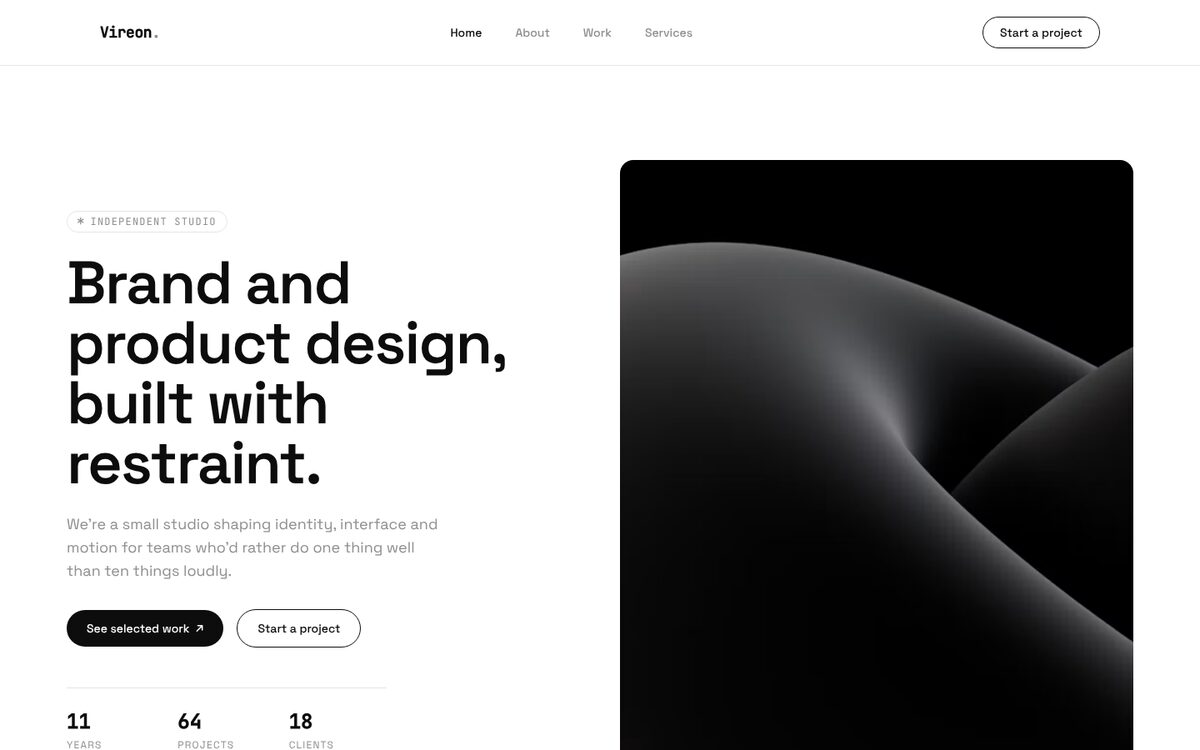 Vireon.
Home About Work Services
Start a project
* INDEPENDENT STUDIO
Brand and
product design,
built with
restraint.
We're a small studio shaping identity, interface and
motion for teams who'd rather do one thing well
than ten things loudly.
See selected work ↗ Start a project
11 64 18
YEARS PROJECTS CLIENTS